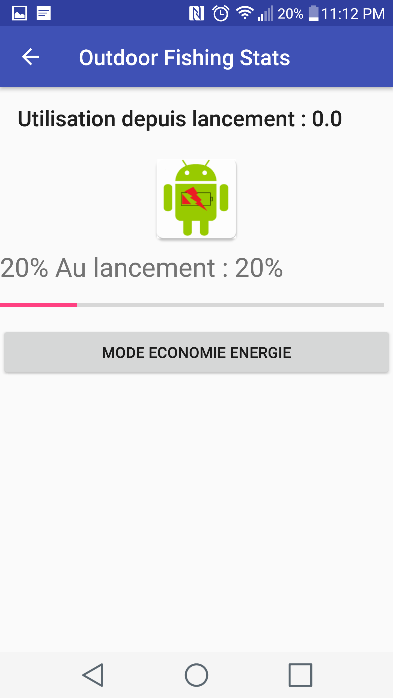 20% 11:12 PM
Outdoor Fishing Stats
Utilisation depuis lancement : 0.0
20% Au lancement : 20%
MODE ECONOMIE ENERGIE